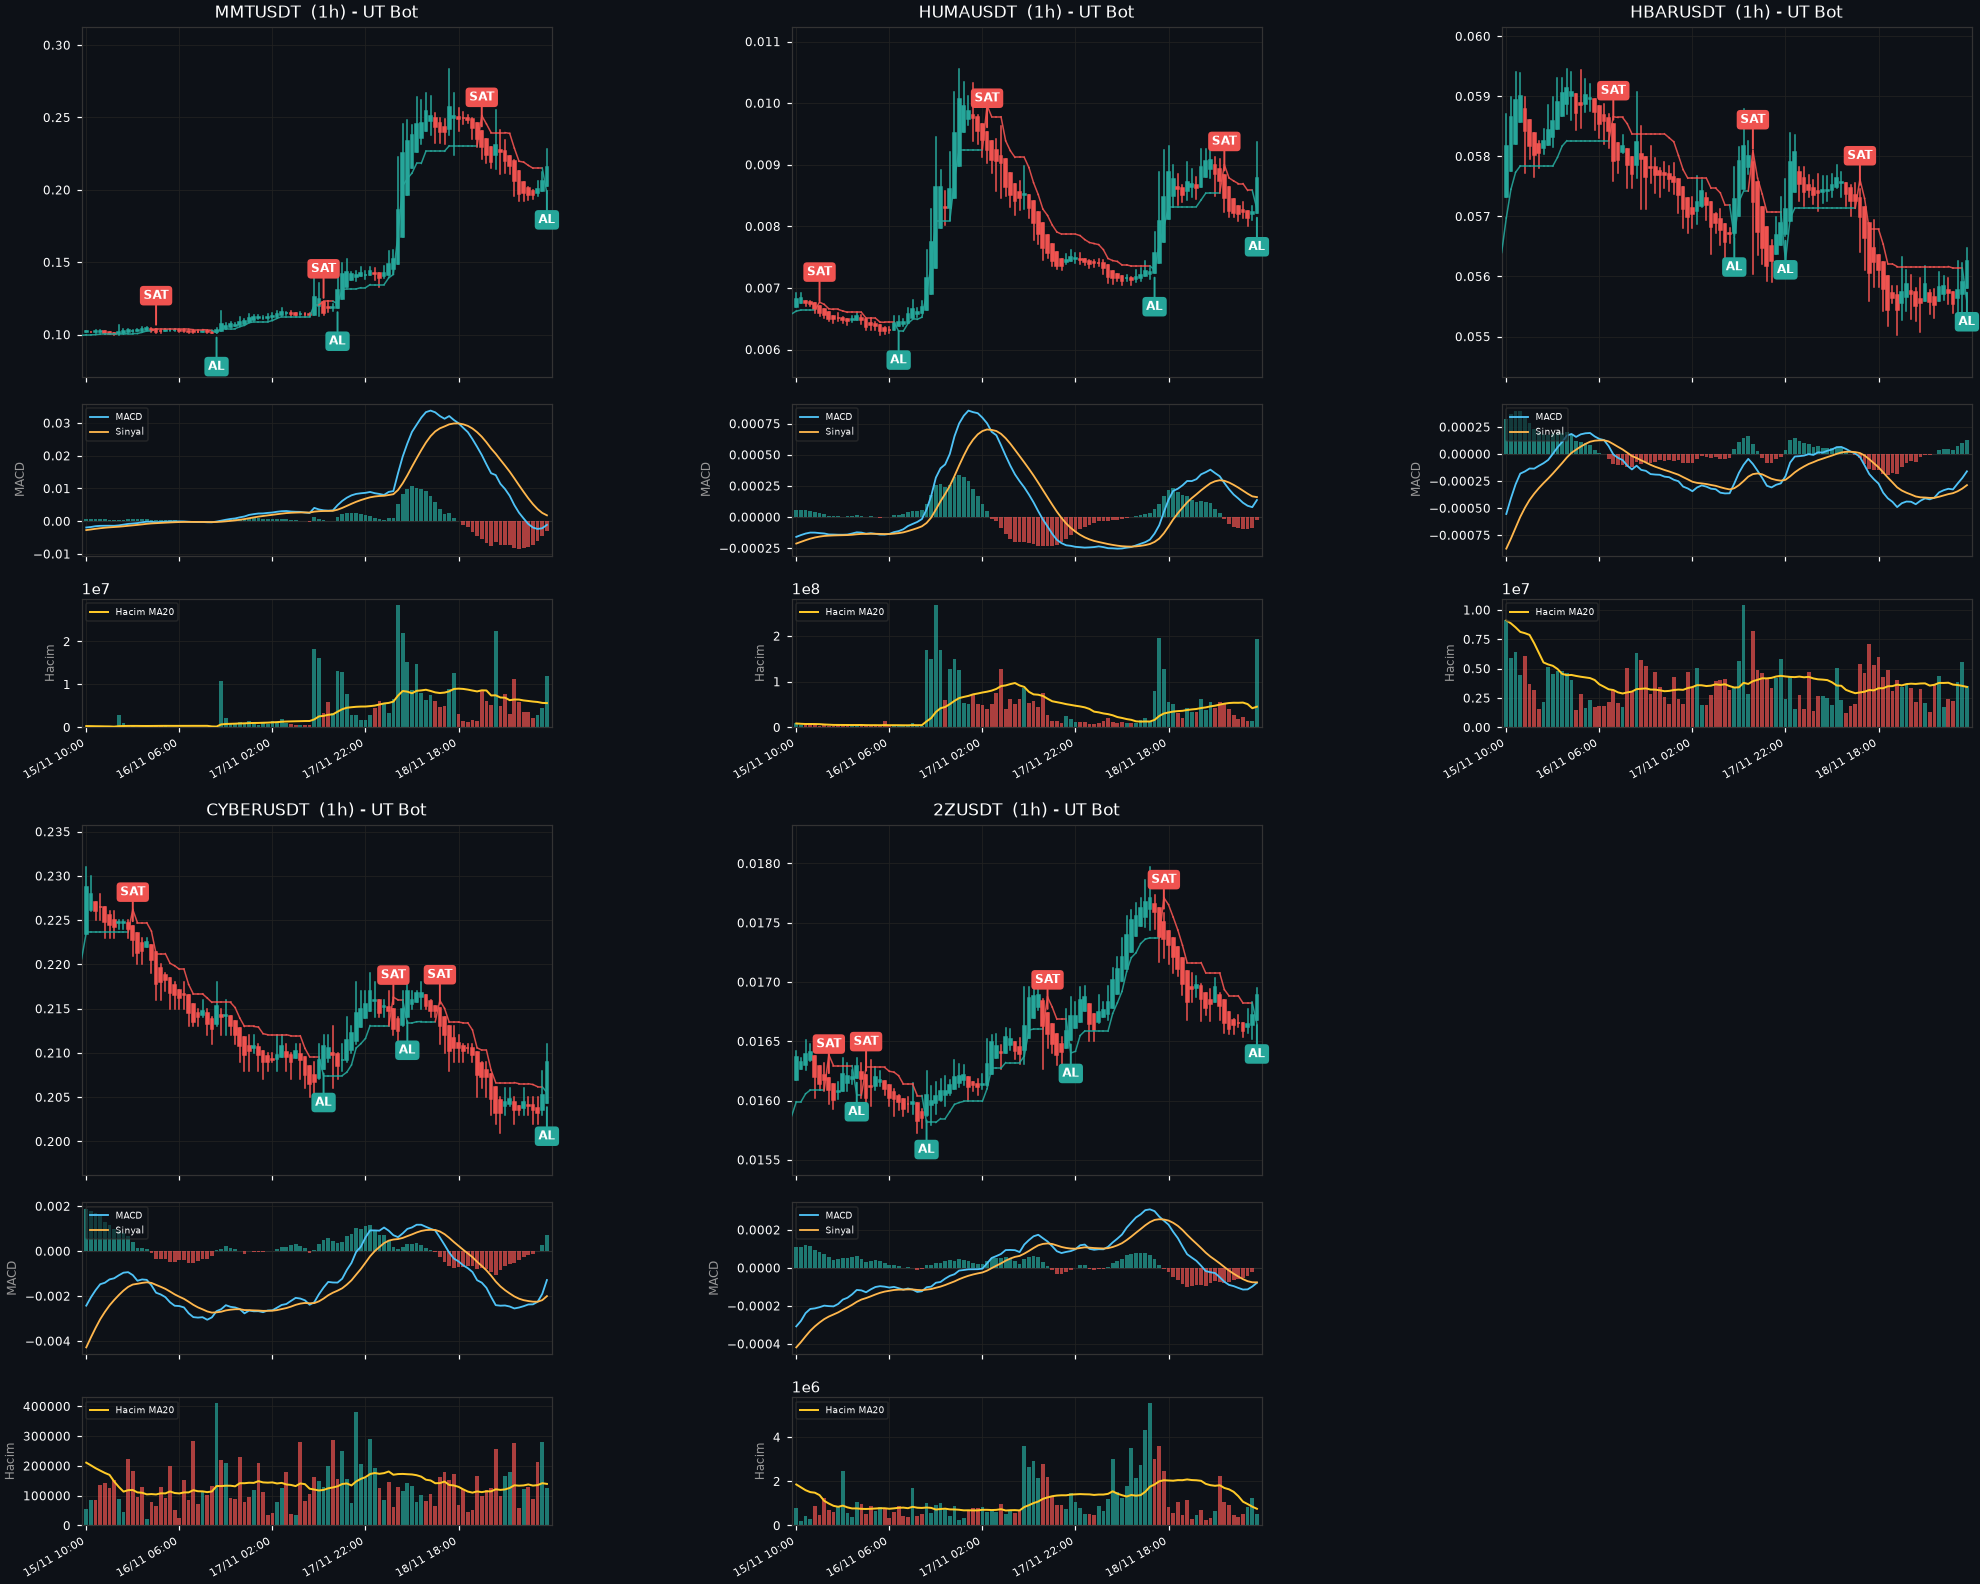 MMTUSDT (1h) - UT Bot
0.30
0.25
0.20
0.15
0.10
SAT
SAT
SAT
AL
AL
AL
MACD
Sinyal
0.03
0.02
0.01
0.00
−0.01
MACD
1e7
Hacim MA20
2
1
0
Hacim
15/11 10:00
16/11 06:00
17/11 02:00
17/11 22:00
18/11 18:00
HUMAUSDT (1h) - UT Bot
0.011
0.010
0.009
0.008
0.007
0.006
SAT
SAT
SAT
AL
AL
AL
MACD
Sinyal
0.00075
0.00050
0.00025
0.00000
−0.00025
MACD
1e8
Hacim MA20
2
1
0
Hacim
15/11 10:00
16/11 06:00
17/11 02:00
17/11 22:00
18/11 18:00
HBARUSDT (1h) - UT Bot
0.060
0.059
0.058
0.057
0.056
0.055
SAT
SAT
SAT
AL
AL
AL
MACD
Sinyal
0.00025
0.00000
−0.00025
−0.00050
−0.00075
MACD
1e7
Hacim MA20
1.00
0.75
0.50
0.25
0.00
Hacim
15/11 10:00
16/11 06:00
17/11 02:00
17/11 22:00
18/11 18:00
CYBERUSDT (1h) - UT Bot
0.235
0.230
0.225
0.220
0.215
0.210
0.205
0.200
SAT
SAT
SAT
AL
AL
AL
MACD
Sinyal
0.002
0.000
−0.002
−0.004
MACD
Hacim MA20
400000
300000
200000
100000
0
Hacim
15/11 10:00
16/11 06:00
17/11 02:00
17/11 22:00
18/11 18:00
2ZUSDT (1h) - UT Bot
0.0180
0.0175
0.0170
0.0165
0.0160
0.0155
SAT
SAT
SAT
SAT
AL
AL
AL
AL
MACD
Sinyal
0.0002
0.0000
−0.0002
−0.0004
MACD
1e6
Hacim MA20
4
2
0
Hacim
15/11 10:00
16/11 06:00
17/11 02:00
17/11 22:00
18/11 18:00